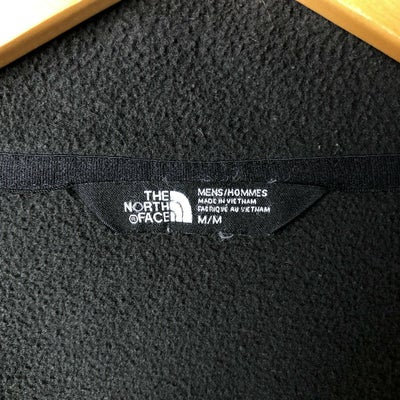 THE
NORTH
®FACE
MENS/HOMMES
MADE IN VIETNAM
FABRIQUÉ AU VIETNAM
M/M